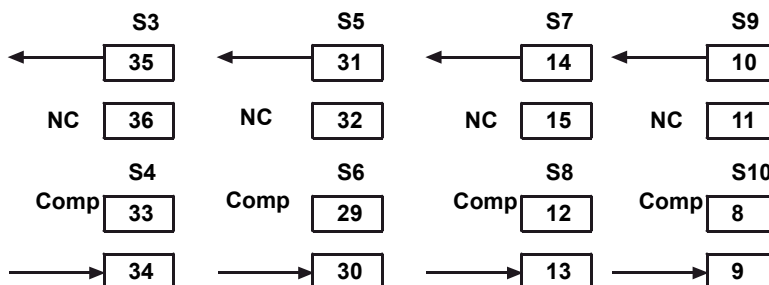 S3 S5 S7 S9
35 31 14 10
NC 36 NC 32 NC 15 NC 11
S4 S6 S8 S10
Comp 33 Comp 29 Comp 12 Comp 8
34 30 13 9